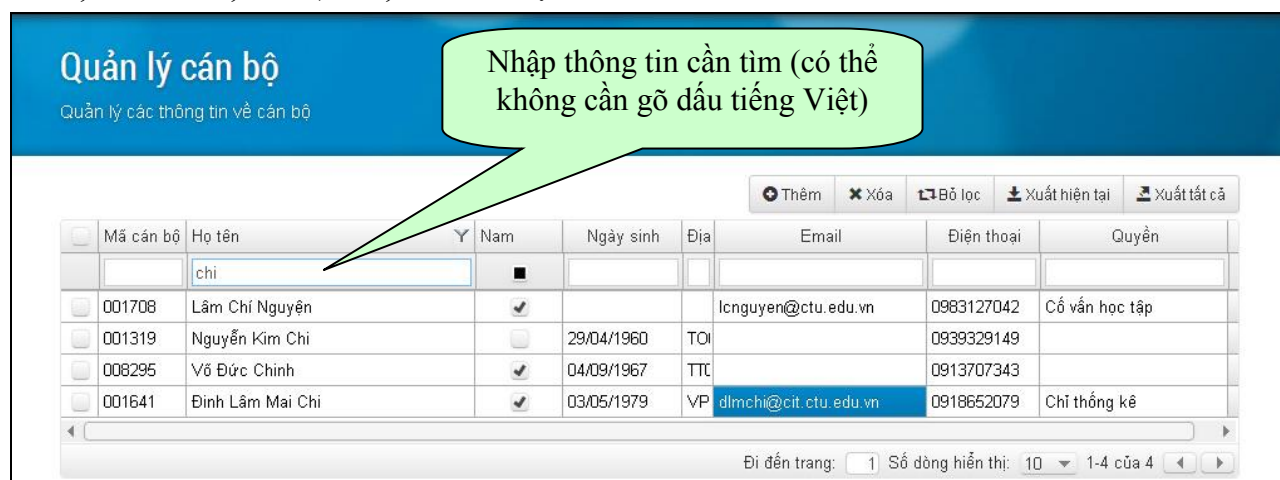 Quản lý cán bộ
Quản lý các thông tin về cán bộ
Nhập thông tin cần tìm (có thể
không cần gõ dấu tiếng Việt)
Thêm Xóa Bỏ lọc Xuất hiện tại Xuất tất cả
Mã cán bộ Họ tên Nam Ngày sinh Địa Email Điện thoại Quyền
chi
001708 Lâm Chí Nguyện lcnguyen@ctu.edu.vn 0983127042 Cố vấn học tập
001319 Nguyễn Kim Chi 29/04/1960 0939329149
008295 Võ Đức Chinh 04/09/1967 0913707343
001641 Đinh Lâm Mai Chi 03/05/1979 VP dlmchi@cit.ctu.edu.vn 0918652079 Chỉ thống kê
Đi đến trang: 1 Số dòng hiển thị: 10 1-4 của 4